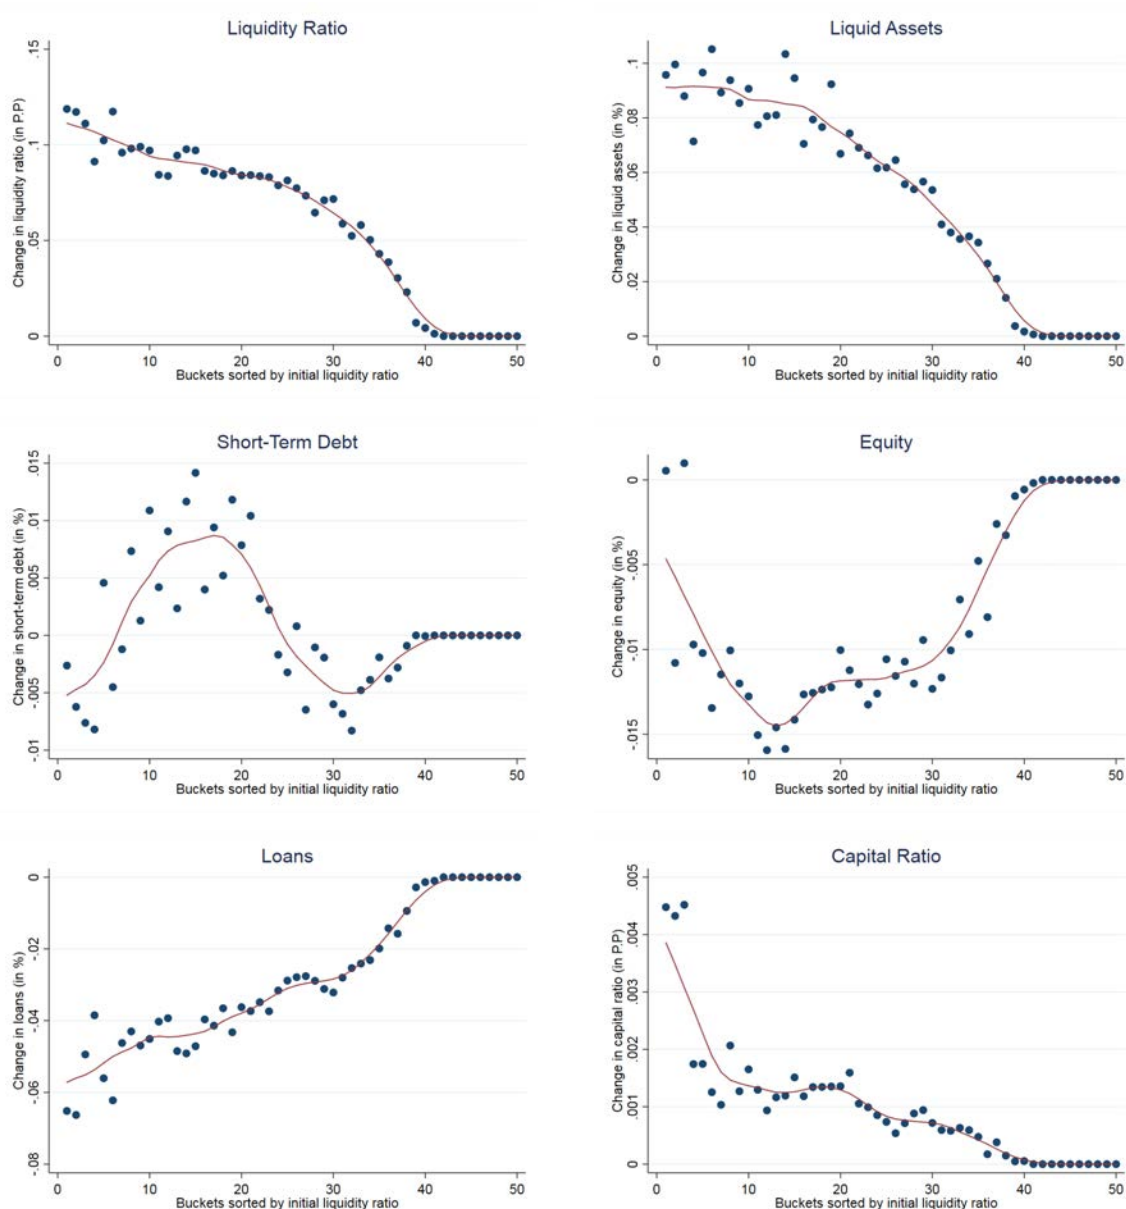 Liquidity Ratio
Change in liquidity ratio (in P.P)
.15
.1
.05
0
0 10 20 30 40 50
Buckets sorted by initial liquidity ratio
Liquid Assets
Change in liquid assets (in %)
.1
.08
.06
.04
.02
0
0 10 20 30 40 50
Buckets sorted by initial liquidity ratio
Short-Term Debt
Change in short-term debt (in %)
.015
.01
.005
0
-.005
-.01
0 10 20 30 40 50
Buckets sorted by initial liquidity ratio
Equity
Change in equity (in %)
0
-.005
-.01
-.015
0 10 20 30 40 50
Buckets sorted by initial liquidity ratio
Loans
Change in loans (in %)
0
-.02
-.04
-.06
-.08
0 10 20 30 40 50
Buckets sorted by initial liquidity ratio
Capital Ratio
Change in capital ratio (in P.P)
.005
.004
.003
.002
.001
0
0 10 20 30 40 50
Buckets sorted by initial liquidity ratio